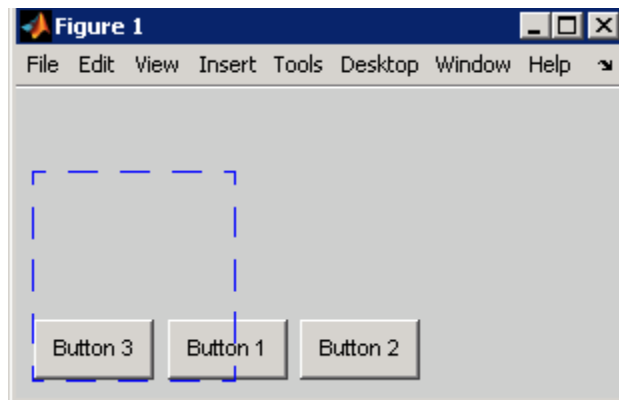 Figure 1
File Edit View Insert Tools Desktop Window Help
Button 3 Button 1 Button 2